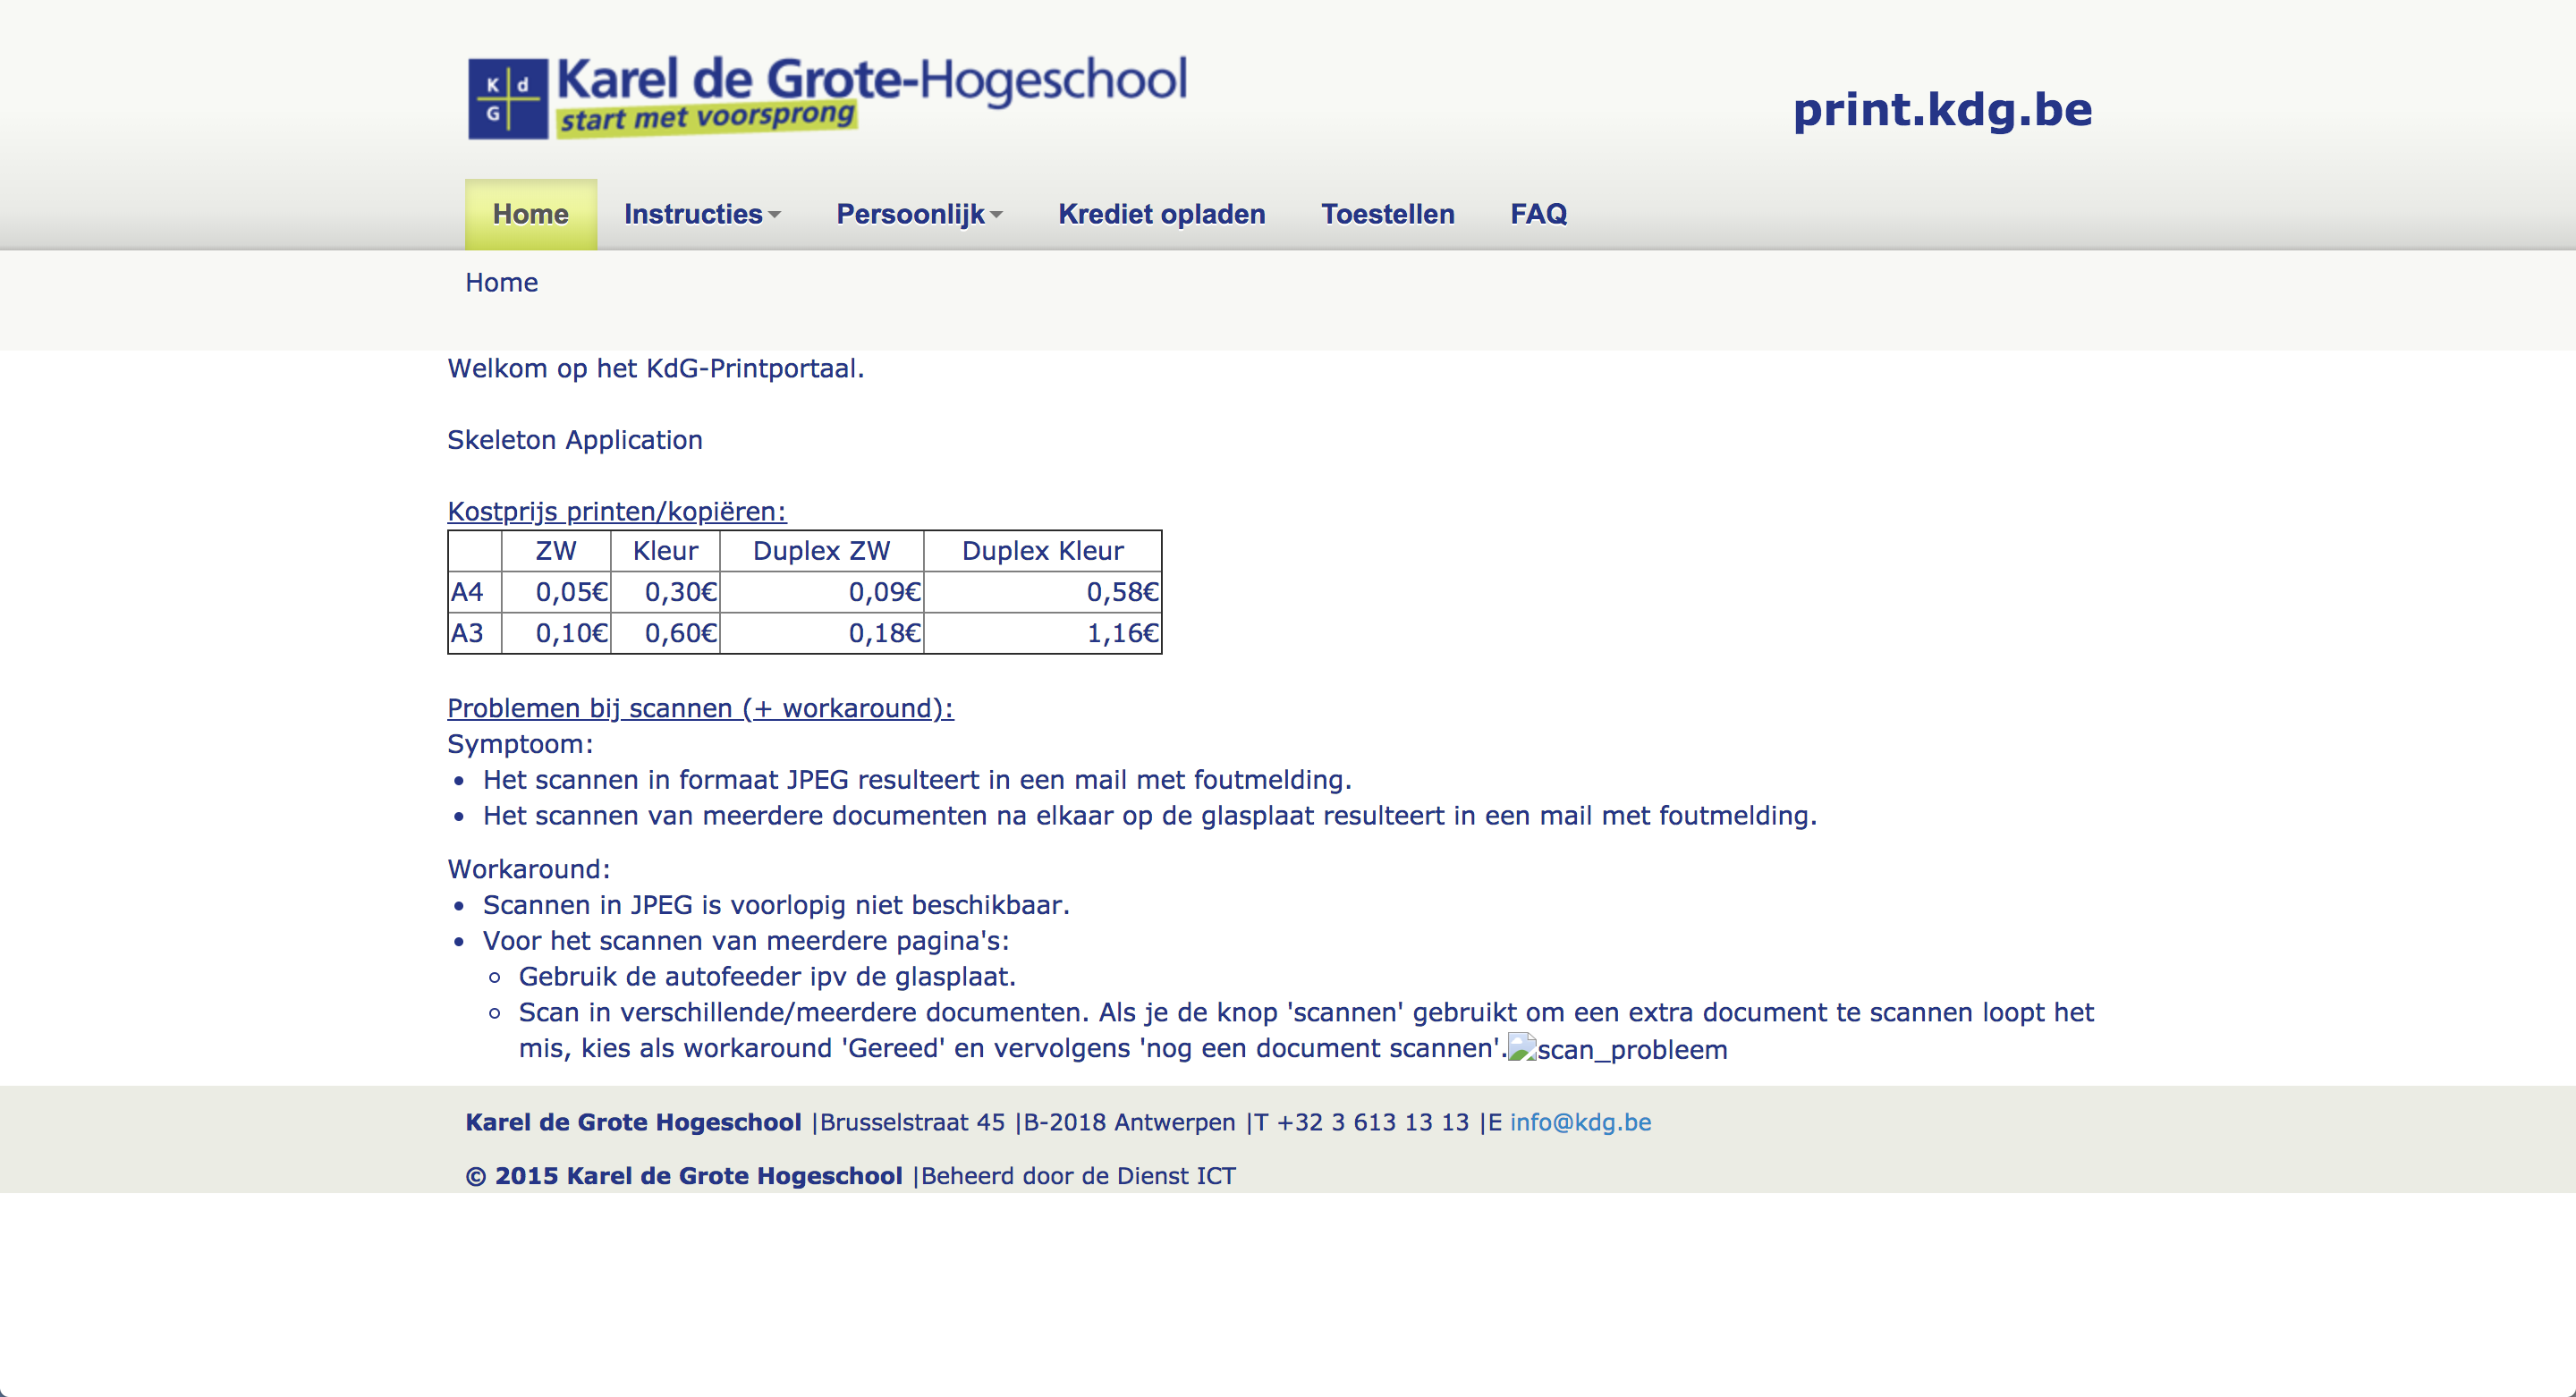 K d
G
Karel de Grote-Hogeschool
start met voorsprong
print.kdg.be
Home Instructies Persoonlijk Krediet opladen Toestellen FAQ
Home
Welkom op het KdG-Printportaal.
Skeleton Application
Kostprijs printen/kopiëren:
ZW Kleur Duplex ZW Duplex Kleur
A4 0,05€ 0,30€ 0,09€ 0,58€
A3 0,10€ 0,60€ 0,18€ 1,16€
Problemen bij scannen (+ workaround):
Symptoom:
• Het scannen in formaat JPEG resulteert in een mail met foutmelding.
• Het scannen van meerdere documenten na elkaar op de glasplaat resulteert in een mail met foutmelding.
Workaround:
• Scannen in JPEG is voorlopig niet beschikbaar.
• Voor het scannen van meerdere pagina's:
◦ Gebruik de autofeeder ipv de glasplaat.
◦ Scan in verschillende/meerdere documenten. Als je de knop 'scannen' gebruikt om een extra document te scannen loopt het
mis, kies als workaround 'Gereed' en vervolgens 'nog een document scannen'. scan_probleem
Karel de Grote Hogeschool |Brusselstraat 45 |B-2018 Antwerpen |T +32 3 613 13 13 |E info@kdg.be
© 2015 Karel de Grote Hogeschool |Beheerd door de Dienst ICT